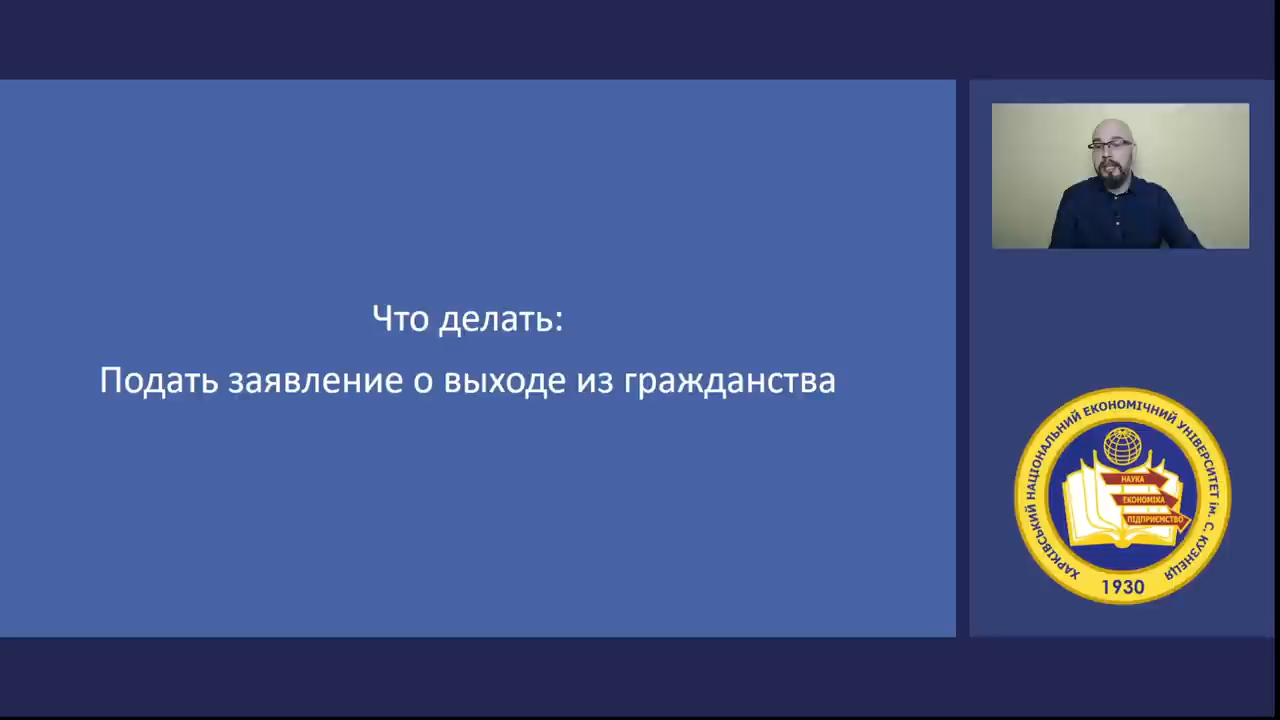 Что делать:
Подать заявление о выходе из гражданства
ХАРКІВСЬКИЙ НАЦІОНАЛЬНИЙ ЕКОНОМІЧНИЙ УНІВЕРСИТЕТ ім. С. КУЗНЕЦЯ
НАУКА
ЕКОНОМІКА
ПІДПРИЄМСТВО
1930